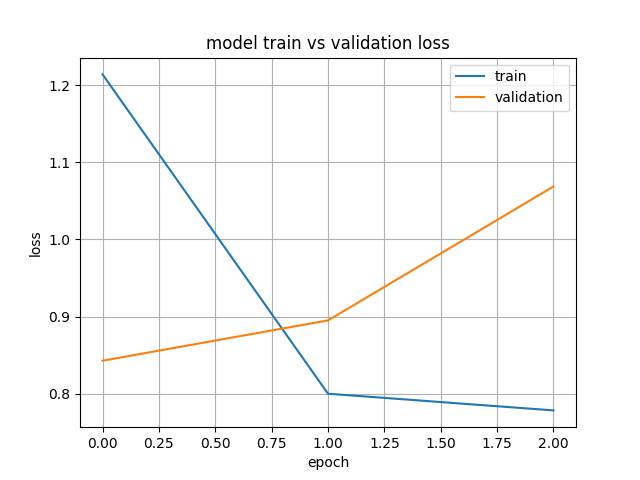 model train vs validation loss
train
validation
1.2
1.1
1.0
0.9
0.8
loss
0.00 0.25 0.50 0.75 1.00 1.25 1.50 1.75 2.00
epoch